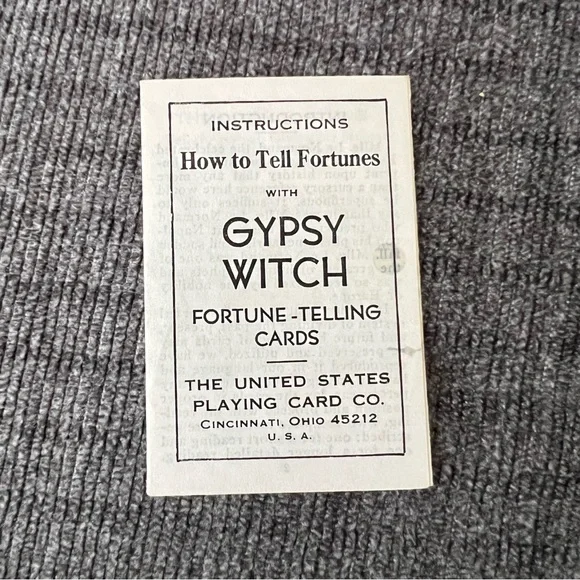 INSTRUCTIONS
How to Tell Fortunes
WITH
GYPSY
WITCH
FORTUNE-TELLING
CARDS
THE UNITED STATES
PLAYING CARD CO.
CINCINNATI, OHIO 45212
U. S. A.